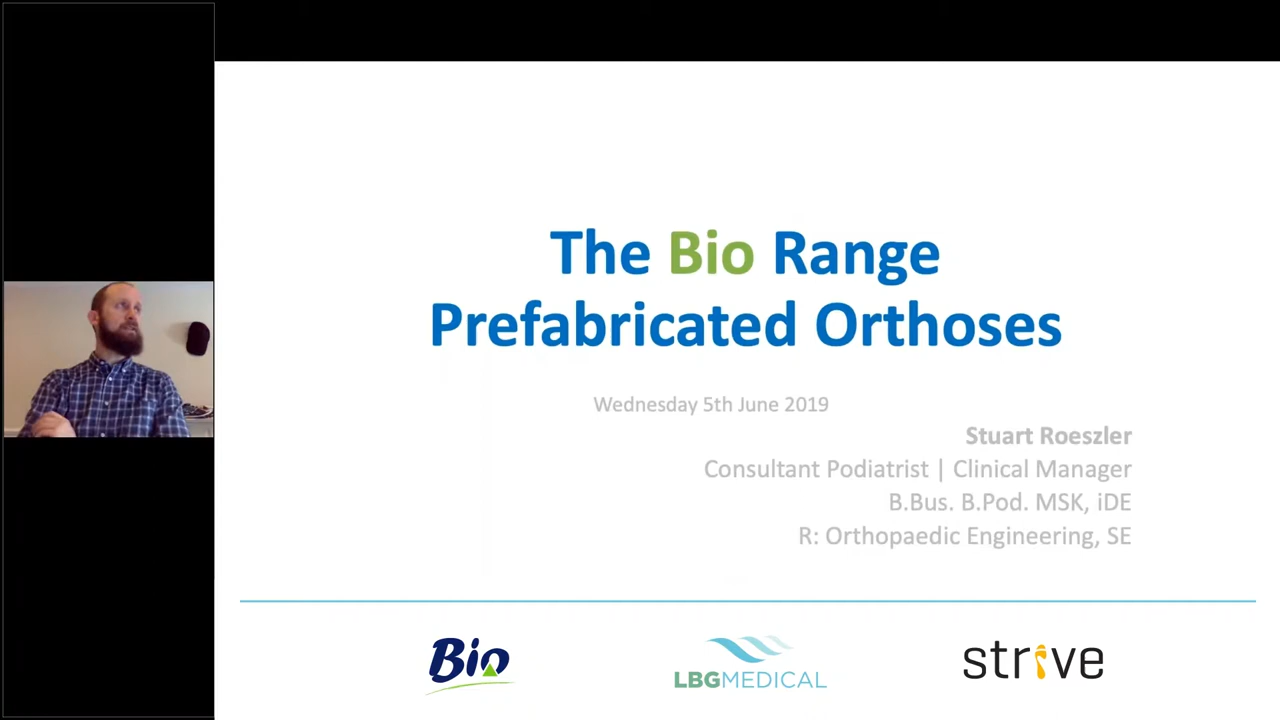 The Bio Range
Prefabricated Orthoses
Wednesday 5th June 2019
Stuart Roeszler
Consultant Podiatrist | Clinical Manager
B.Bus. B.Pod. MSK, iDE
R: Orthopaedic Engineering, SE
Bio
LBGMEDICAL
strive